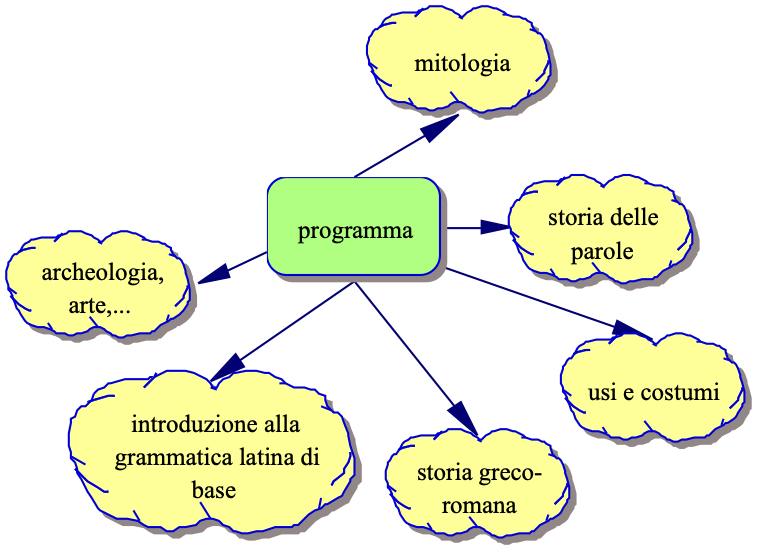 mitologia
programma
storia delle
parole
archeologia,
arte,...
usi e costumi
introduzione alla
grammatica latina di
base
storia greco-
romana